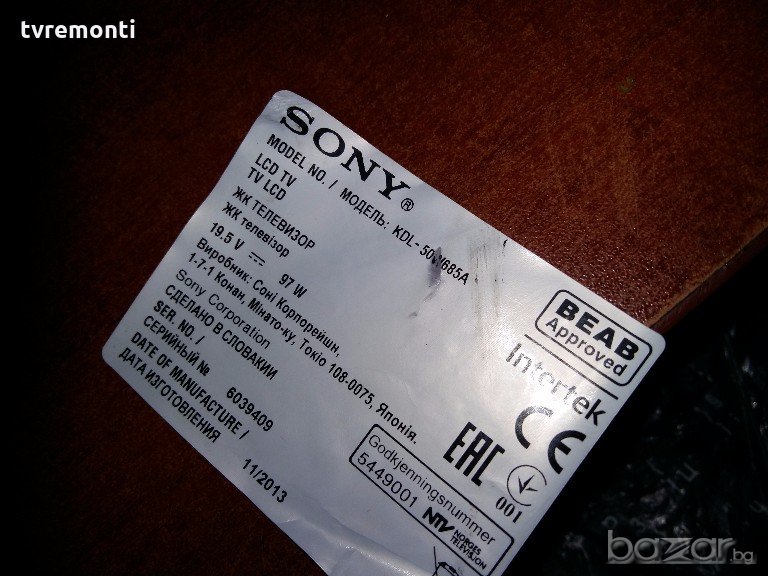 tvremonti
SONY®
MODEL NO. / МОДЕЛЬ: KDL-50W685A
LCD TV
TV LCD
ЖК ТЕЛЕВИЗОР
ЖК телевізор
19.5 V ⎓ 97 W
Виробник: Соні Корпорейшн,
1-7-1 Конан, Мінато-ку, Токіо 108-0075, Японія.
Sony Corporation
СДЕЛАНО В СЛОВАКИИ
SER. NO. /
СЕРИЙНЫЙ № 6039409
DATE OF MANUFACTURE /
ДАТА ИЗГОТОВЛЕНИЯ 11/2013
BEAB
Approved
Intertek
CE
EAC
001
Godkjenningsnummer
5449001
NTV NORGES
TELEVISJON
bazar.bg